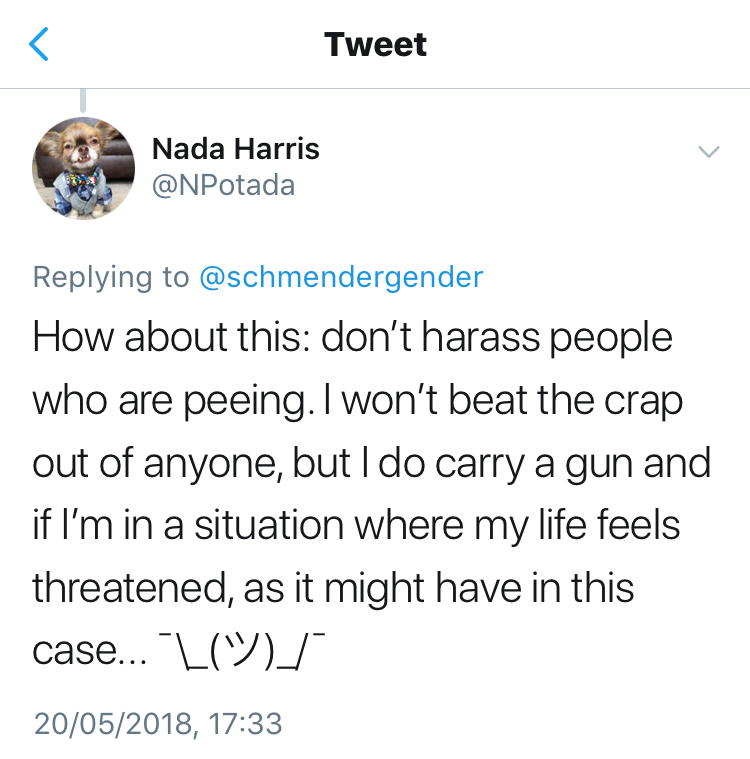 Tweet
Nada Harris
@NPotada
Replying to @schmendergender
How about this: don’t harass people
who are peeing. I won’t beat the crap
out of anyone, but I do carry a gun and
if I’m in a situation where my life feels
threatened, as it might have in this
case... ¯\_(ツ)_/¯
20/05/2018, 17:33